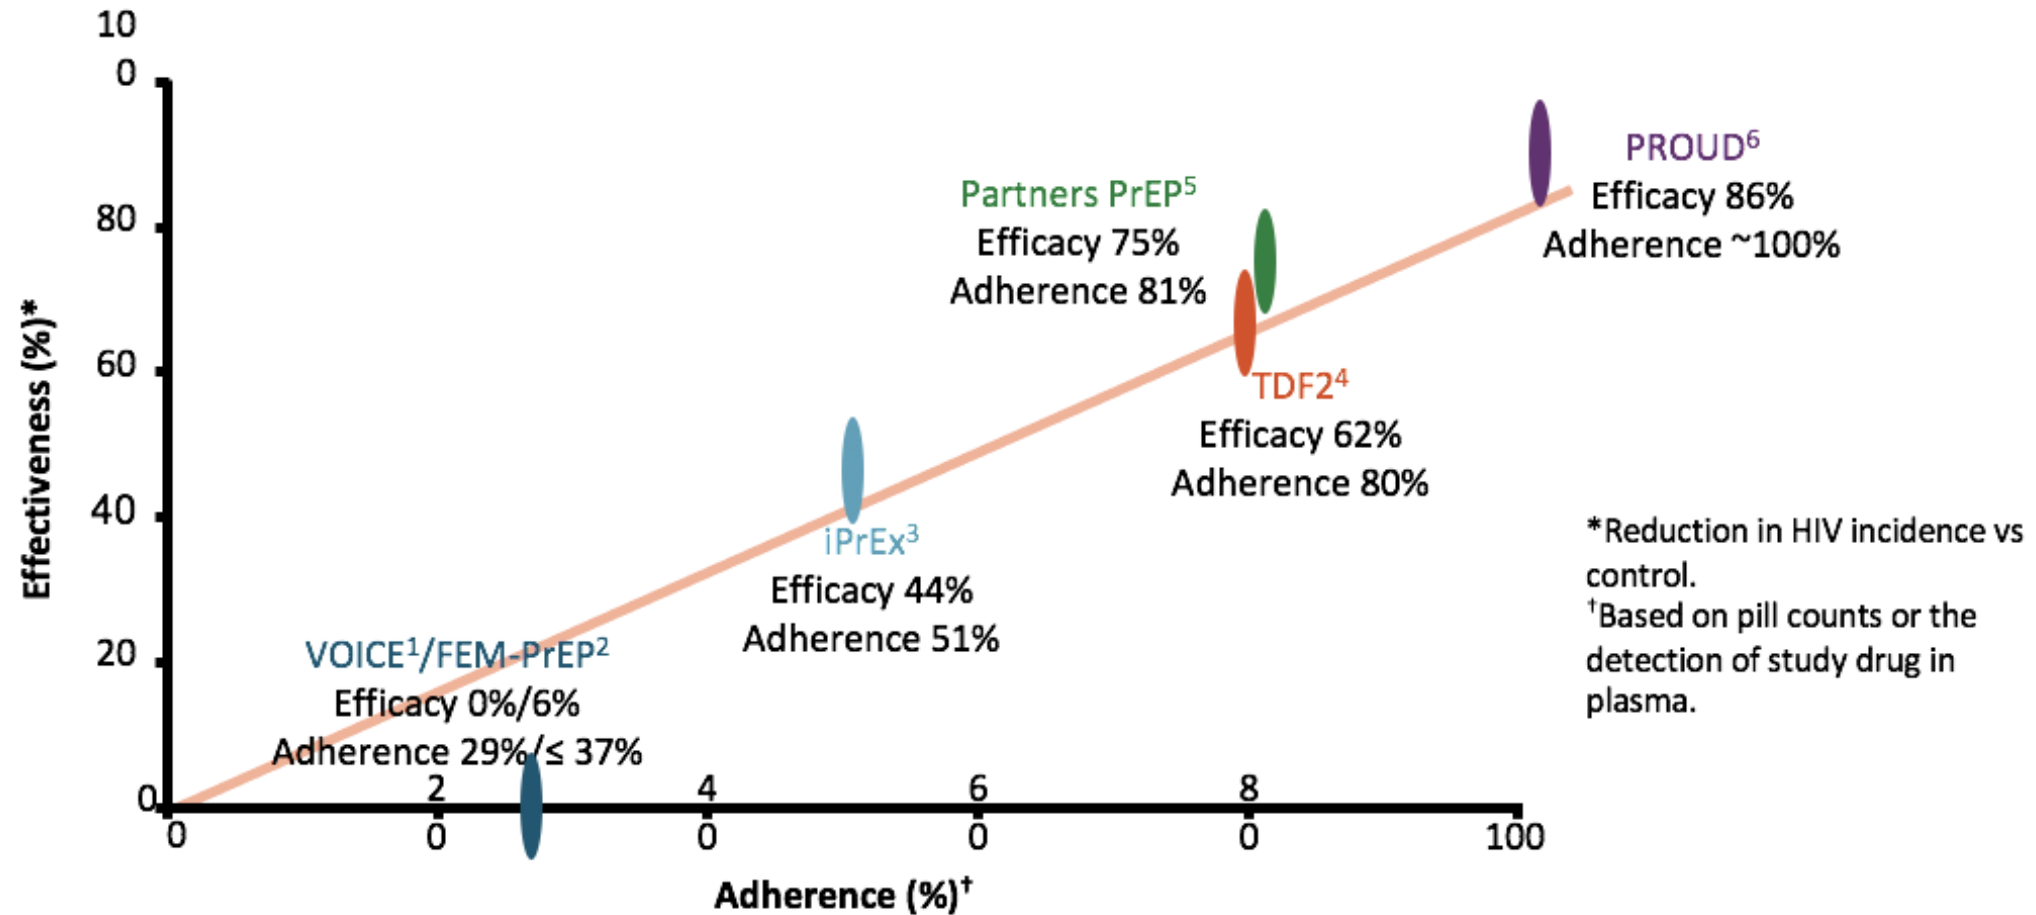 10
0
80
60
40
20
0
Effectiveness (%)*
PROUD⁶
Efficacy 86%
Adherence ~100%
Partners PrEP⁵
Efficacy 75%
Adherence 81%
TDF2⁴
Efficacy 62%
Adherence 80%
iPrEx³
Efficacy 44%
Adherence 51%
VOICE¹/FEM-PrEP²
Efficacy 0%/6%
Adherence 29%/≤ 37%
*Reduction in HIV incidence vs
control.
†Based on pill counts or the
detection of study drug in
plasma.
2 4 6 8
0 0 0 0 0 100
Adherence (%)†